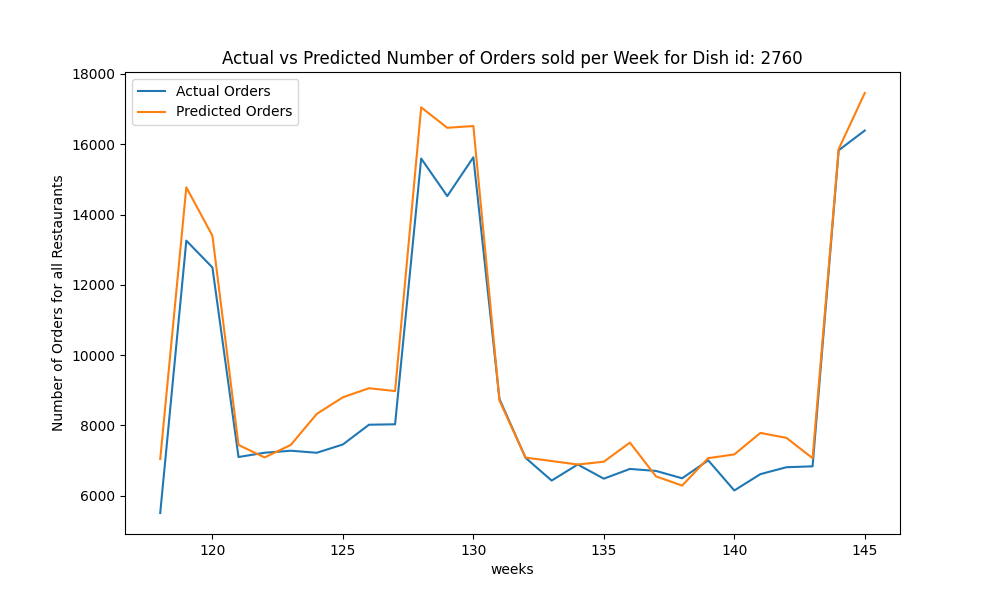 Actual vs Predicted Number of Orders sold per Week for Dish id: 2760
Actual Orders
Predicted Orders
Number of Orders for all Restaurants
18000
16000
14000
12000
10000
8000
6000
120 125 130 135 140 145
weeks